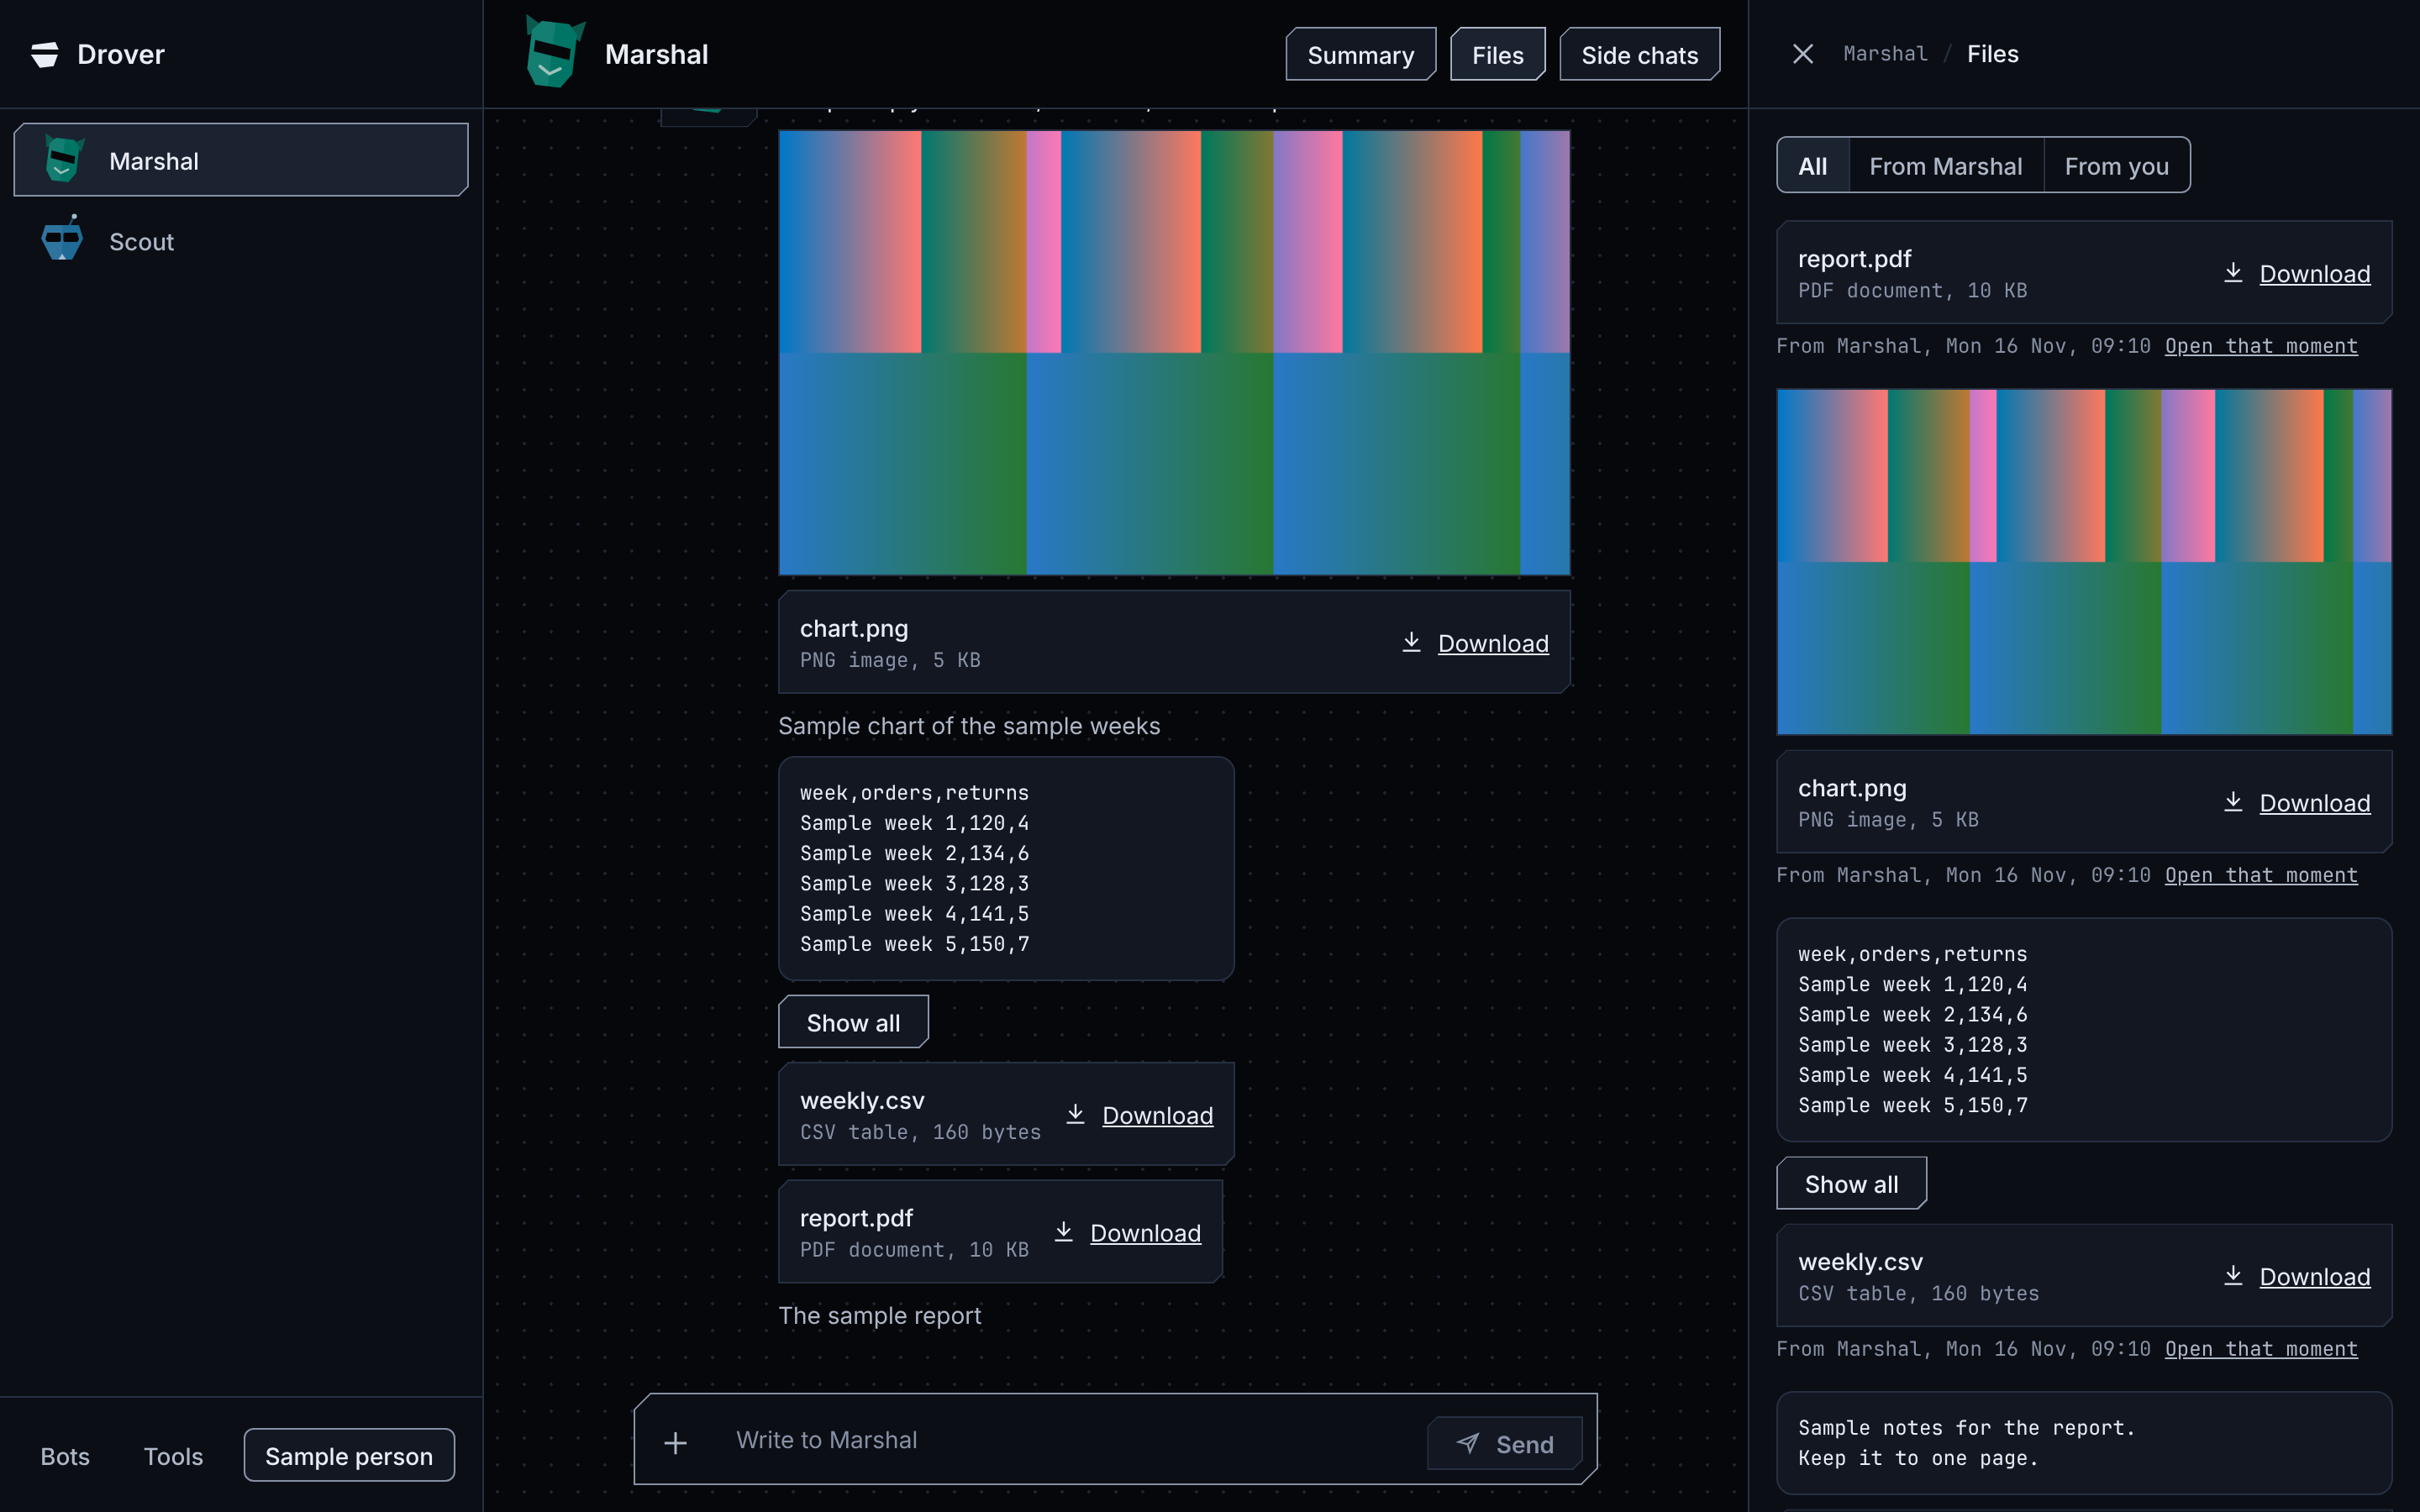 Drover
Marshal
Scout
Bots
Tools
Sample person
Marshal
Summary
Files
Side chats
chart.png
PNG image, 5 KB
Download
Sample chart of the sample weeks
week,orders,returns
Sample week 1,120,4
Sample week 2,134,6
Sample week 3,128,3
Sample week 4,141,5
Sample week 5,150,7
Show all
weekly.csv
CSV table, 160 bytes
Download
report.pdf
PDF document, 10 KB
Download
The sample report
Write to Marshal
Send
Marshal / Files
All
From Marshal
From you
report.pdf
PDF document, 10 KB
Download
From Marshal, Mon 16 Nov, 09:10 Open that moment
chart.png
PNG image, 5 KB
Download
From Marshal, Mon 16 Nov, 09:10 Open that moment
week,orders,returns
Sample week 1,120,4
Sample week 2,134,6
Sample week 3,128,3
Sample week 4,141,5
Sample week 5,150,7
Show all
weekly.csv
CSV table, 160 bytes
Download
From Marshal, Mon 16 Nov, 09:10 Open that moment
Sample notes for the report.
Keep it to one page.